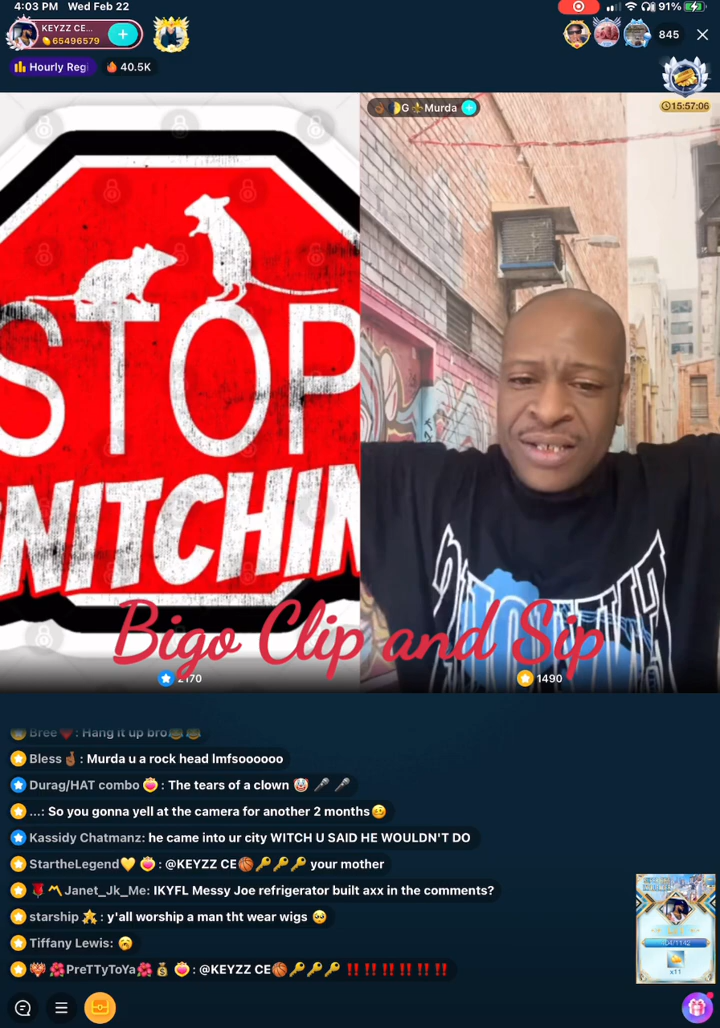 4:03 PM Wed Feb 22
91%
KEYZZ CE...
65496579
845
Hourly Regi
40.5K
15:57:06
G Murda
STOP
SNITCHIN
Bigo Clip and Sip
2170
1490
Bree: Hang it up bro
Bless: Murda u a rock head lmfsoooooo
Durag/HAT combo: The tears of a clown
...: So you gonna yell at the camera for another 2 months
Kassidy Chatmanz: he came into ur city WITCH U SAID HE WOULDN'T DO
StartheLegend: @KEYZZ CE your mother
Janet_Jk_Me: IKYFL Messy Joe refrigerator built axx in the comments?
starship: y'all worship a man tht wear wigs
Tiffany Lewis:
PreTTyToYa: @KEYZZ CE ‼️‼️‼️‼️‼️‼️
x11